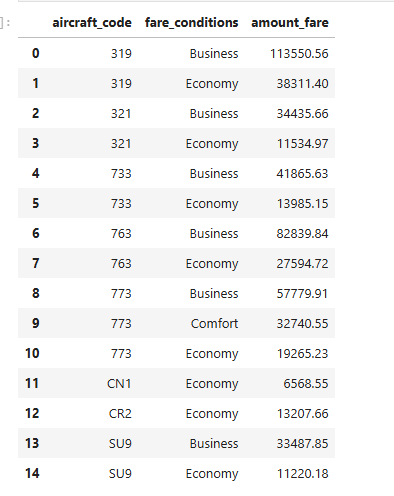 ]: aircraft_code fare_conditions amount_fare
0 319 Business 113550.56
1 319 Economy 38311.40
2 321 Business 34435.66
3 321 Economy 11534.97
4 733 Business 41865.63
5 733 Economy 13985.15
6 763 Business 82839.84
7 763 Economy 27594.72
8 773 Business 57779.91
9 773 Comfort 32740.55
10 773 Economy 19265.23
11 CN1 Economy 6568.55
12 CR2 Economy 13207.66
13 SU9 Business 33487.85
14 SU9 Economy 11220.18